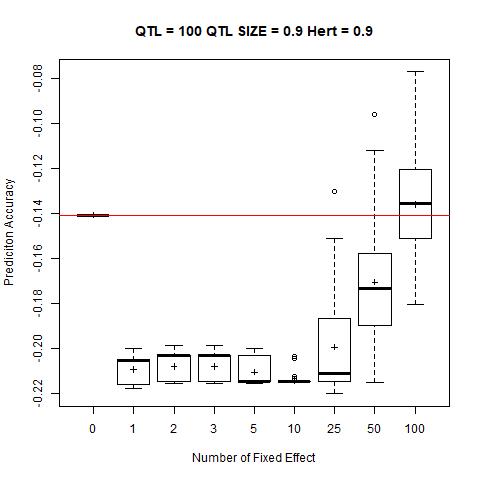 QTL = 100 QTL SIZE = 0.9 Hert = 0.9
Prediciton Accuracy
-0.08
-0.10
-0.12
-0.14
-0.16
-0.18
-0.20
-0.22
0 1 2 3 5 10 25 50 100
Number of Fixed Effect